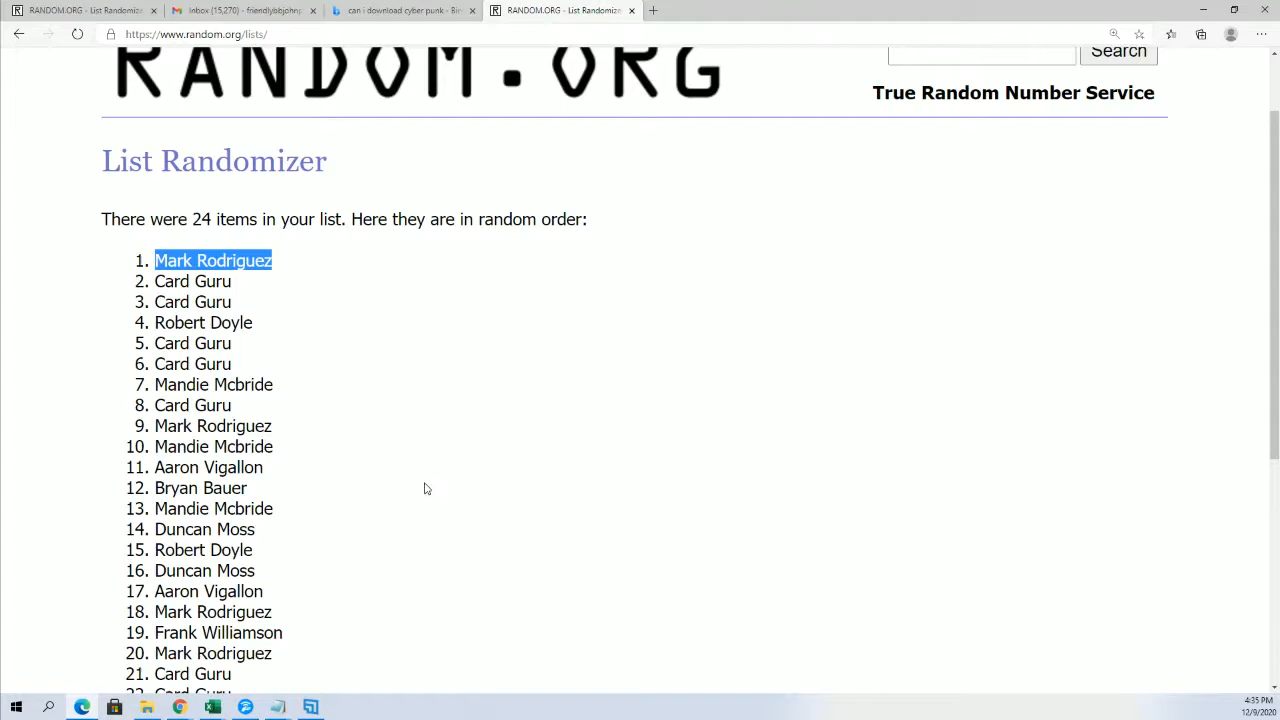 RANDOM.ORG - List Randomize
Inbox (15,270) - friendlybbjohnp
can i download cyber punk - Bin
RANDOM.ORG - List Randomize
https://www.random.org/lists/
RANDOM.ORG
Search
True Random Number Service
List Randomizer
There were 24 items in your list. Here they are in random order:
1. Mark Rodriguez
2. Card Guru
3. Card Guru
4. Robert Doyle
5. Card Guru
6. Card Guru
7. Mandie Mcbride
8. Card Guru
9. Mark Rodriguez
10. Mandie Mcbride
11. Aaron Vigallon
12. Bryan Bauer
13. Mandie Mcbride
14. Duncan Moss
15. Robert Doyle
16. Duncan Moss
17. Aaron Vigallon
18. Mark Rodriguez
19. Frank Williamson
20. Mark Rodriguez
21. Card Guru
22. Card Guru
4:35 PM
12/9/2020